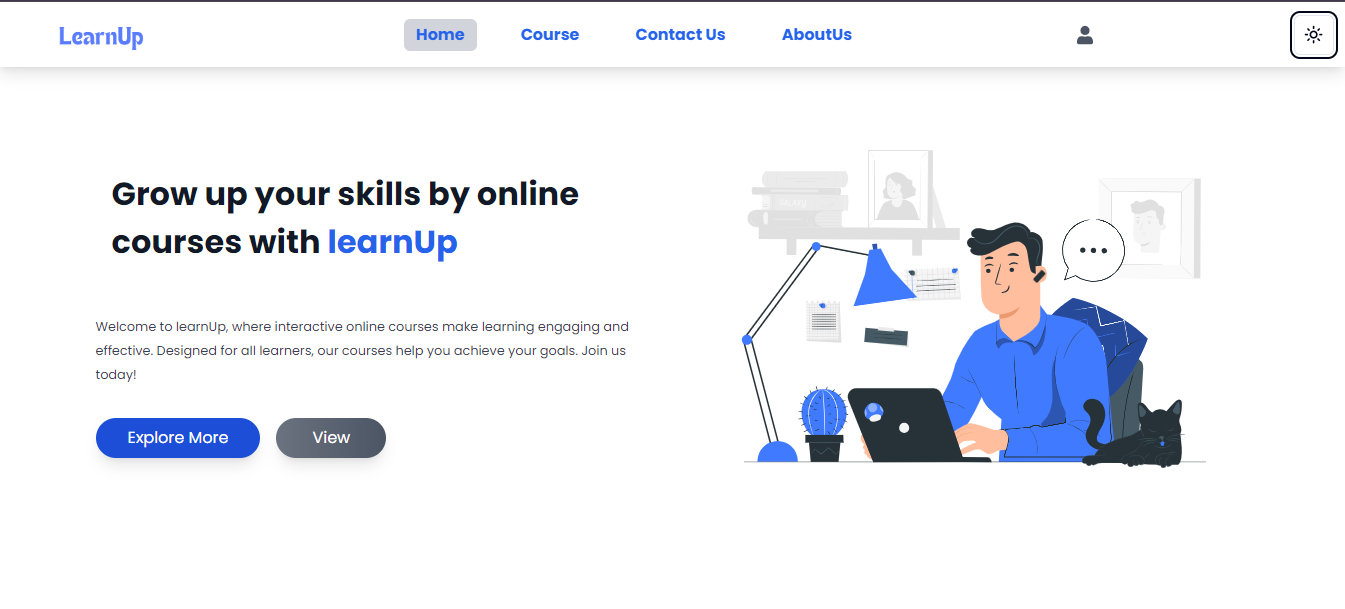 LearnUp
Home
Course
Contact Us
AboutUs
Grow up your skills by online
courses with learnUp
Welcome to learnUp, where interactive online courses make learning engaging and
effective. Designed for all learners, our courses help you achieve your goals. Join us
today!
Explore More
View